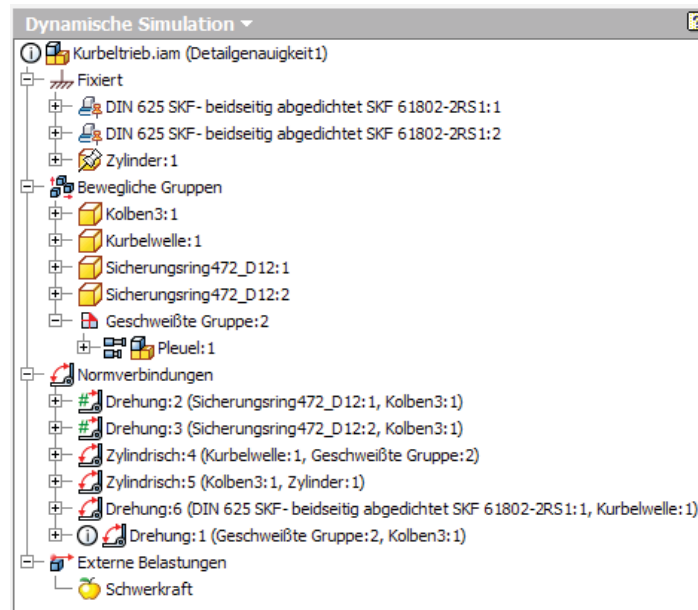 Dynamische Simulation
Kurbeltrieb.iam (Detailgenauigkeit1)
Fixiert
DIN 625 SKF- beidseitig abgedichtet SKF 61802-2RS1:1
DIN 625 SKF- beidseitig abgedichtet SKF 61802-2RS1:2
Zylinder:1
Bewegliche Gruppen
Kolben3:1
Kurbelwelle:1
Sicherungsring472_D12:1
Sicherungsring472_D12:2
Geschweißte Gruppe:2
Pleuel:1
Normverbindungen
# Drehung:2 (Sicherungsring472_D12:1, Kolben3:1)
# Drehung:3 (Sicherungsring472_D12:2, Kolben3:1)
Zylindrisch:4 (Kurbelwelle:1, Geschweißte Gruppe:2)
Zylindrisch:5 (Kolben3:1, Zylinder:1)
Drehung:6 (DIN 625 SKF- beidseitig abgedichtet SKF 61802-2RS1:1, Kurbelwelle:1)
Drehung:1 (Geschweißte Gruppe:2, Kolben3:1)
Externe Belastungen
Schwerkraft